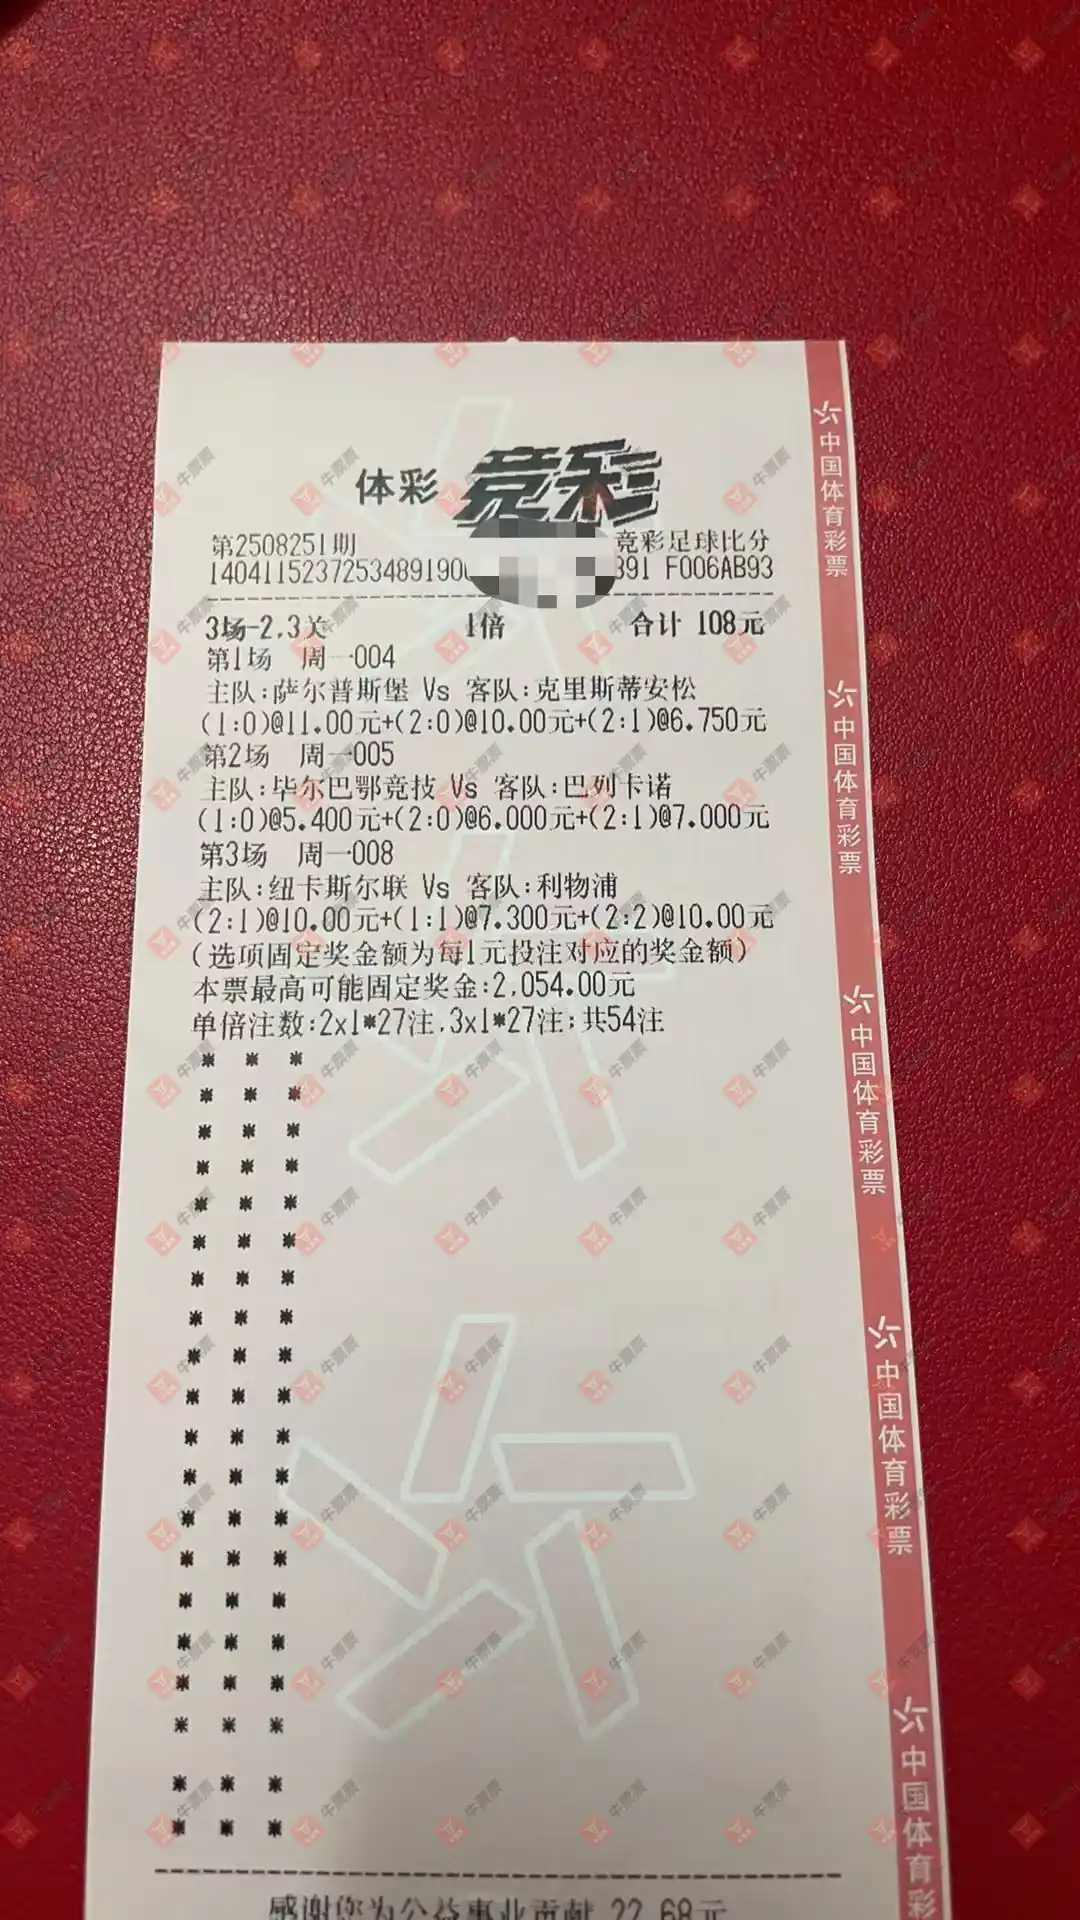 体彩 竞彩
第2508251期 竞彩足球比分
140411523725348919 391 F006AB93
3场-2,3关 1倍 合计 108元
第1场 周一004
主队:萨尔普斯堡 Vs 客队:克里斯蒂安松
(1:0)@11.00元+(2:0)@10.00元+(2:1)@6.750元
第2场 周一005
主队:毕尔巴鄂竞技 Vs 客队:巴列卡诺
(1:0)@5.400元+(2:0)@6.000元+(2:1)@7.000元
第3场 周一008
主队:纽卡斯尔联 Vs 客队:利物浦
(2:1)@10.00元+(1:1)@7.300元+(2:2)@10.00元
(选项固定奖金额为每1元投注对应的奖金额)
本票最高可能固定奖金:2,054.00元
单倍注数:2x1*27注,3x1*27注;共54注
感谢您为公益事业贡献 22.68元
中国体育彩票
中国体育彩票
中国体育彩票
中国体育彩票
中国体育彩
牛票票